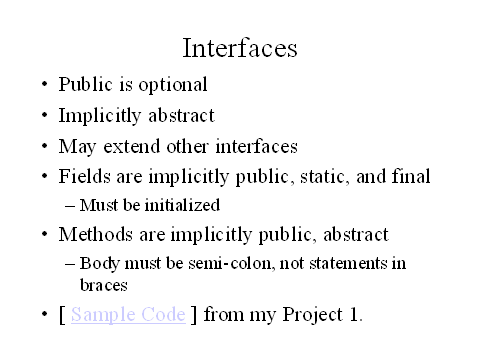 Interfaces
• Public is optional
• Implicitly abstract
• May extend other interfaces
• Fields are implicitly public, static, and final
– Must be initialized
• Methods are implicitly public, abstract
– Body must be semi-colon, not statements in
braces
• [ Sample Code ] from my Project 1.